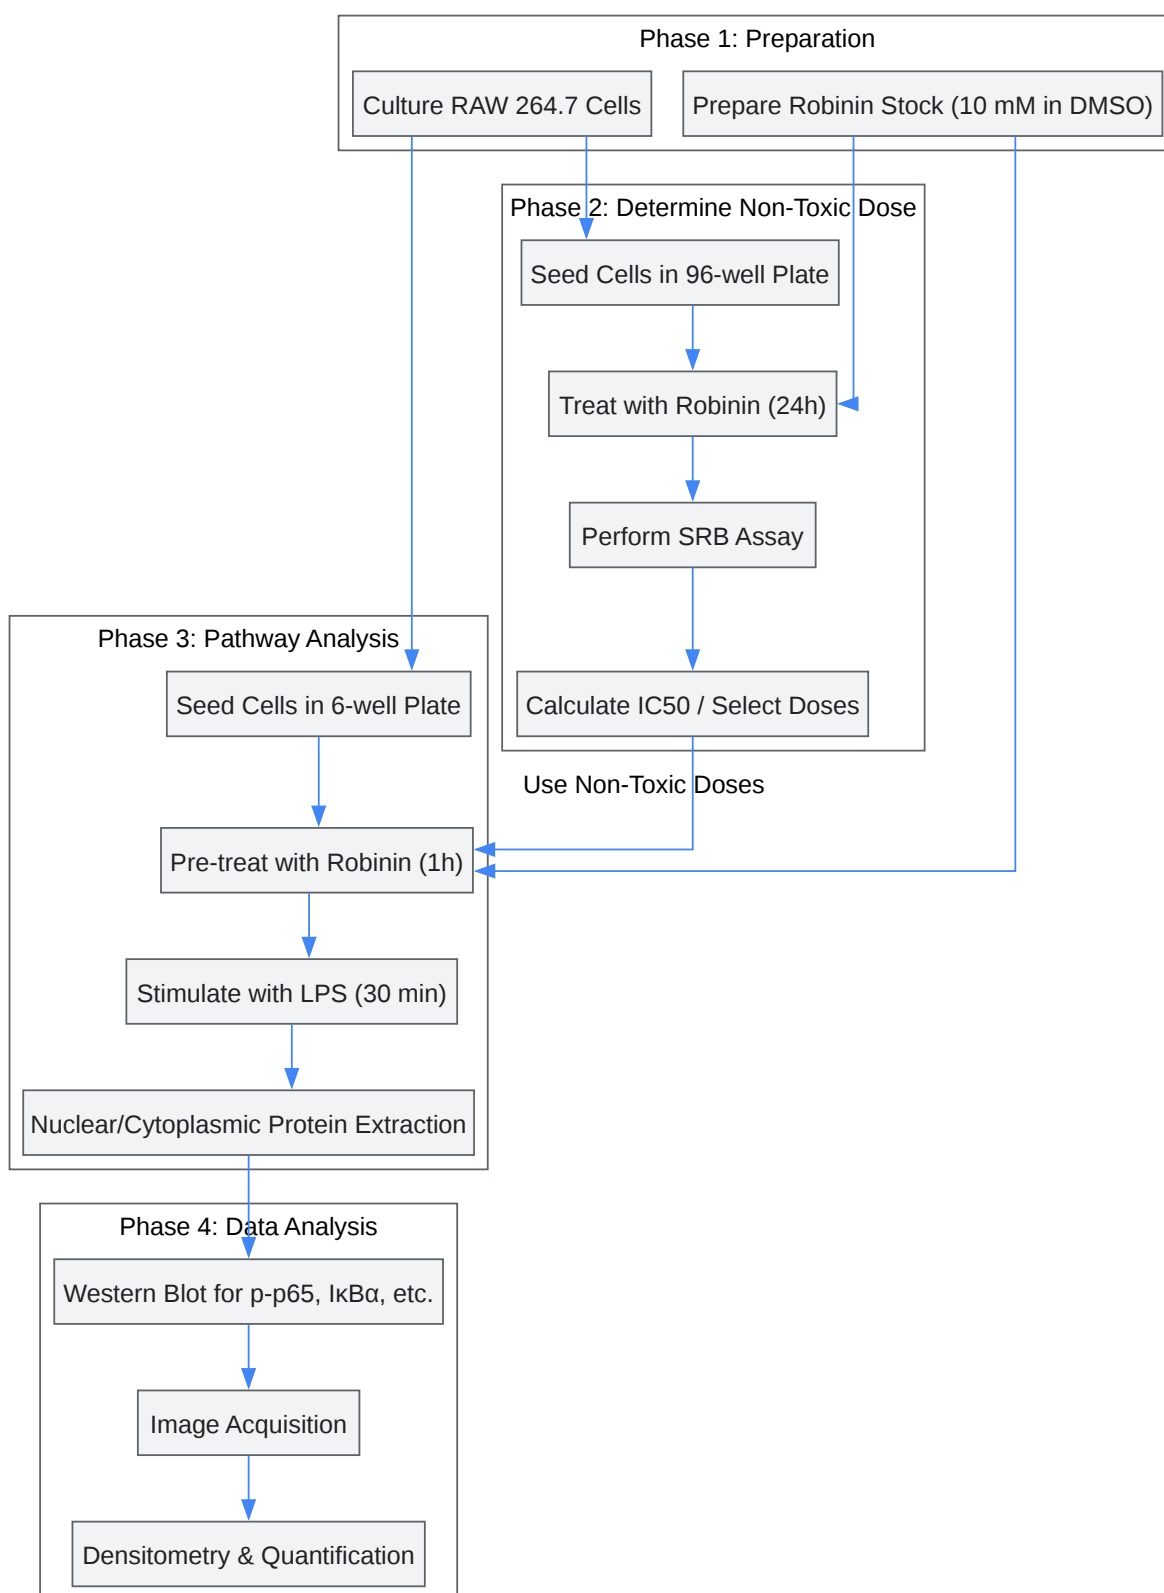 Phase 1: Preparation
Culture RAW 264.7 Cells
Prepare Robinin Stock (10 mM in DMSO)
Phase 2: Determine Non-Toxic Dose
Seed Cells in 96-well Plate
Treat with Robinin (24h)
Perform SRB Assay
Calculate IC50 / Select Doses
Use Non-Toxic Doses
Phase 3: Pathway Analysis
Seed Cells in 6-well Plate
Pre-treat with Robinin (1h)
Stimulate with LPS (30 min)
Nuclear/Cytoplasmic Protein Extraction
Phase 4: Data Analysis
Western Blot for p-p65, IκBα, etc.
Image Acquisition
Densitometry & Quantification